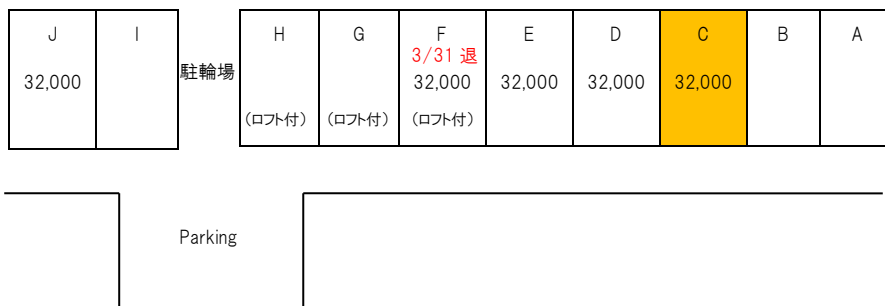 J
32,000
I
駐輪場
H
(ロフト付)
G
(ロフト付)
F
3/31 退
32,000
(ロフト付)
E
32,000
D
32,000
C
32,000
B
A
Parking